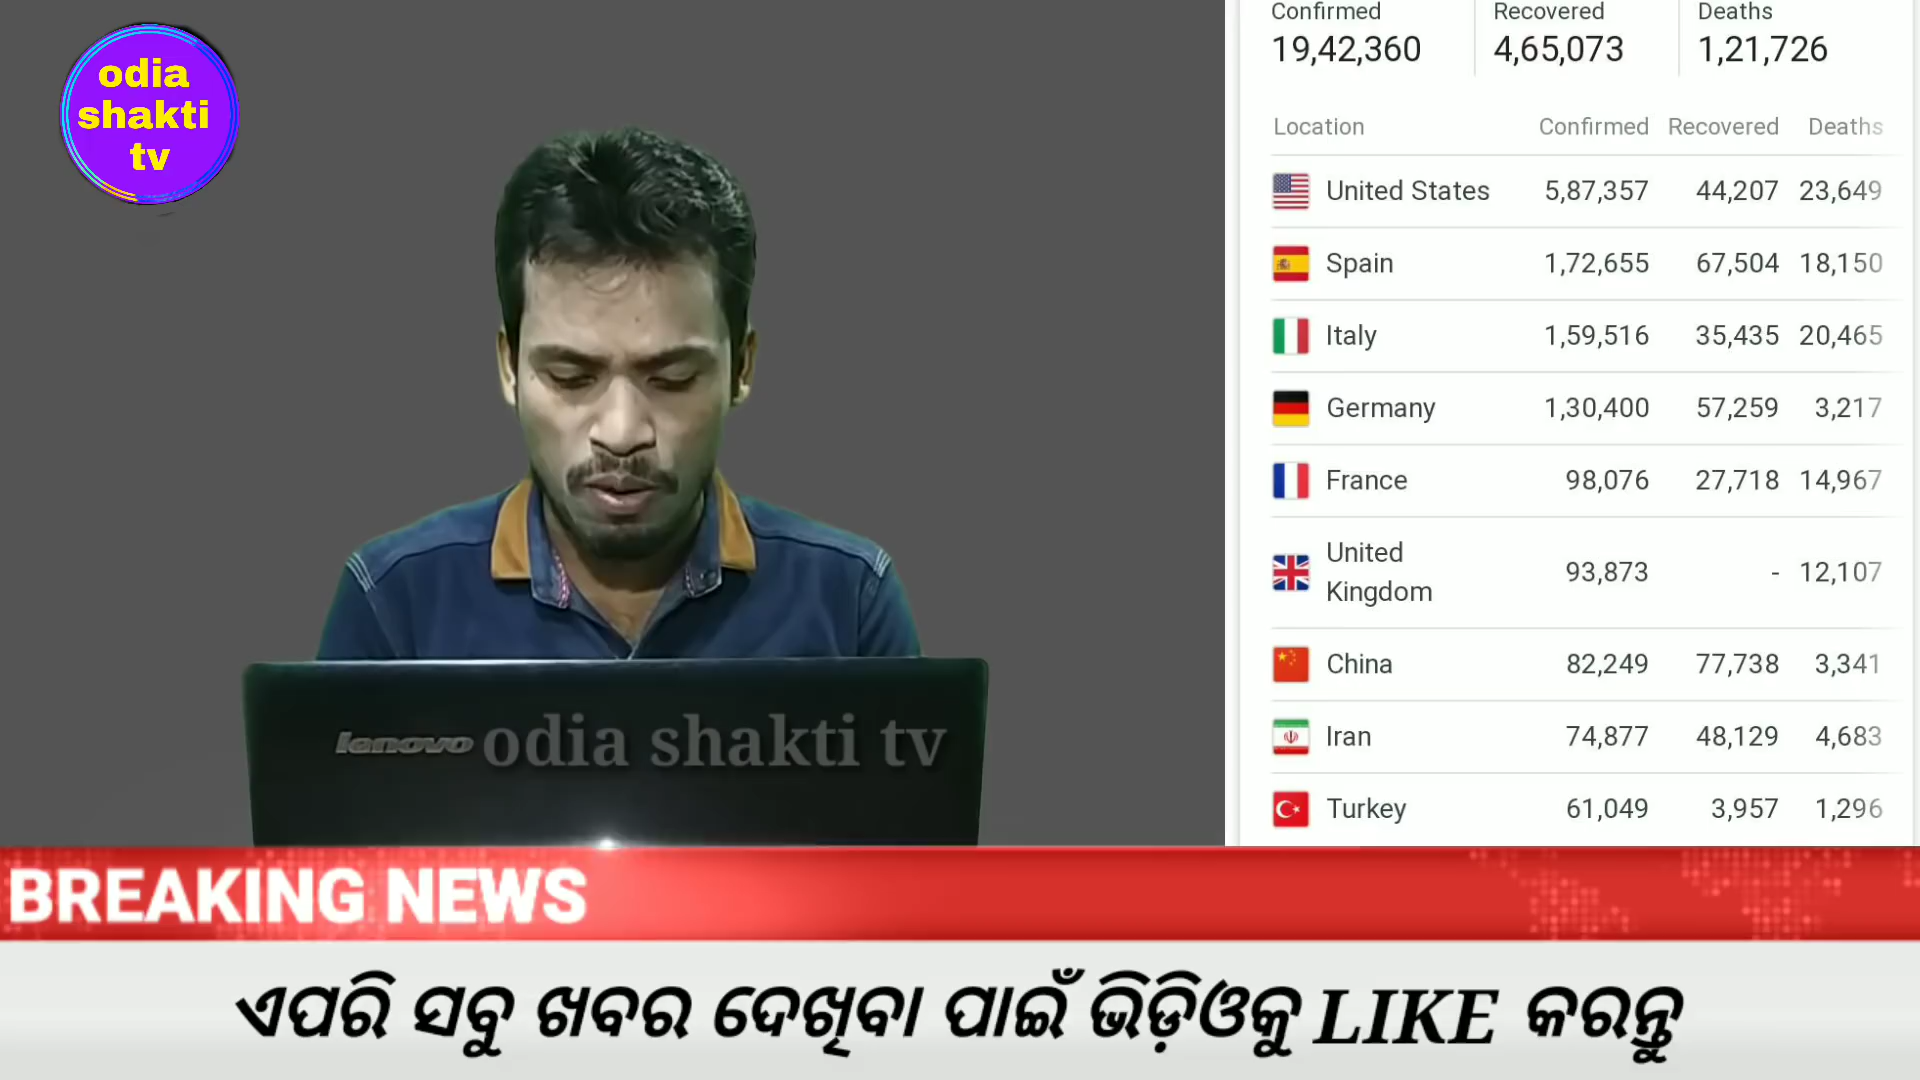 odia
shakti
tv
Confirmed Recovered Deaths
19,42,360 4,65,073 1,21,726
Location Confirmed Recovered Deaths
United States 5,87,357 44,207 23,649
Spain 1,72,655 67,504 18,150
Italy 1,59,516 35,435 20,465
Germany 1,30,400 57,259 3,217
France 98,076 27,718 14,967
United
Kingdom 93,873 - 12,107
China 82,249 77,738 3,341
Iran 74,877 48,129 4,683
Turkey 61,049 3,957 1,296
lenovo odia shakti tv
BREAKING NEWS
ଏପରି ସବୁ ଖବର ଦେଖିବା ପାଇଁ ଭିଡ଼ିଓକୁ LIKE କରନ୍ତୁ